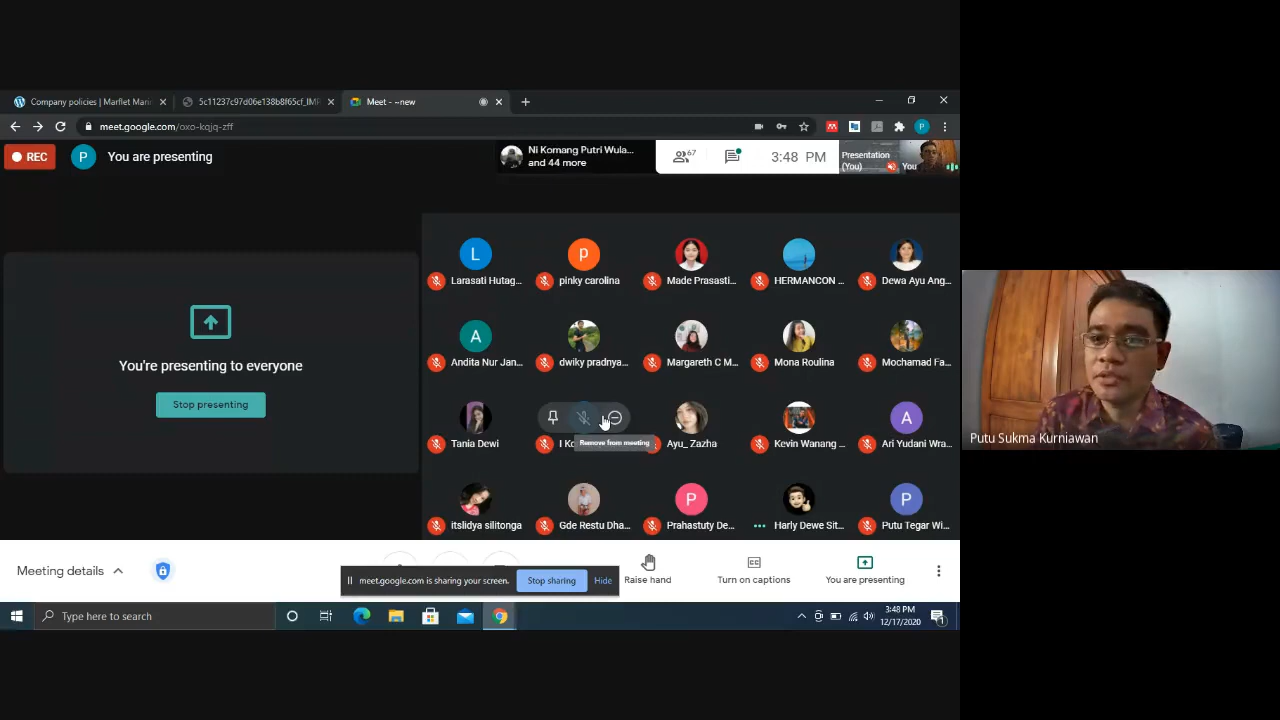 Company policies | Marflet Mari
5c11237c97d06e138b8f65cf_IMP
Meet - ~new
meet.google.com/oxo-kqjq-zff
REC
P
You are presenting
Ni Komang Putri Wula...
and 44 more
67
3:48 PM
Presentation
(You)
You
L
p
Larasati Hutag...
pinky carolina
Made Prasasti...
HERMANCON ...
Dewa Ayu Ang...
You're presenting to everyone
Stop presenting
A
Andita Nur Jan...
dwiky pradnya...
Margareth C M...
Mona Roulina
Mochamad Fa...
A
Tania Dewi
I Ko
Remove from meeting
Ayu_ Zazha
Kevin Wanang ...
Ari Yudani Wra...
P
P
itslidya silitonga
Gde Restu Dha...
Prahastuty De...
Harly Dewe Sit...
Putu Tegar Wi...
Putu Sukma Kurniawan
Meeting details
meet.google.com is sharing your screen.
Stop sharing
Hide
Raise hand
Turn on captions
You are presenting
Type here to search
3:48 PM
12/17/2020